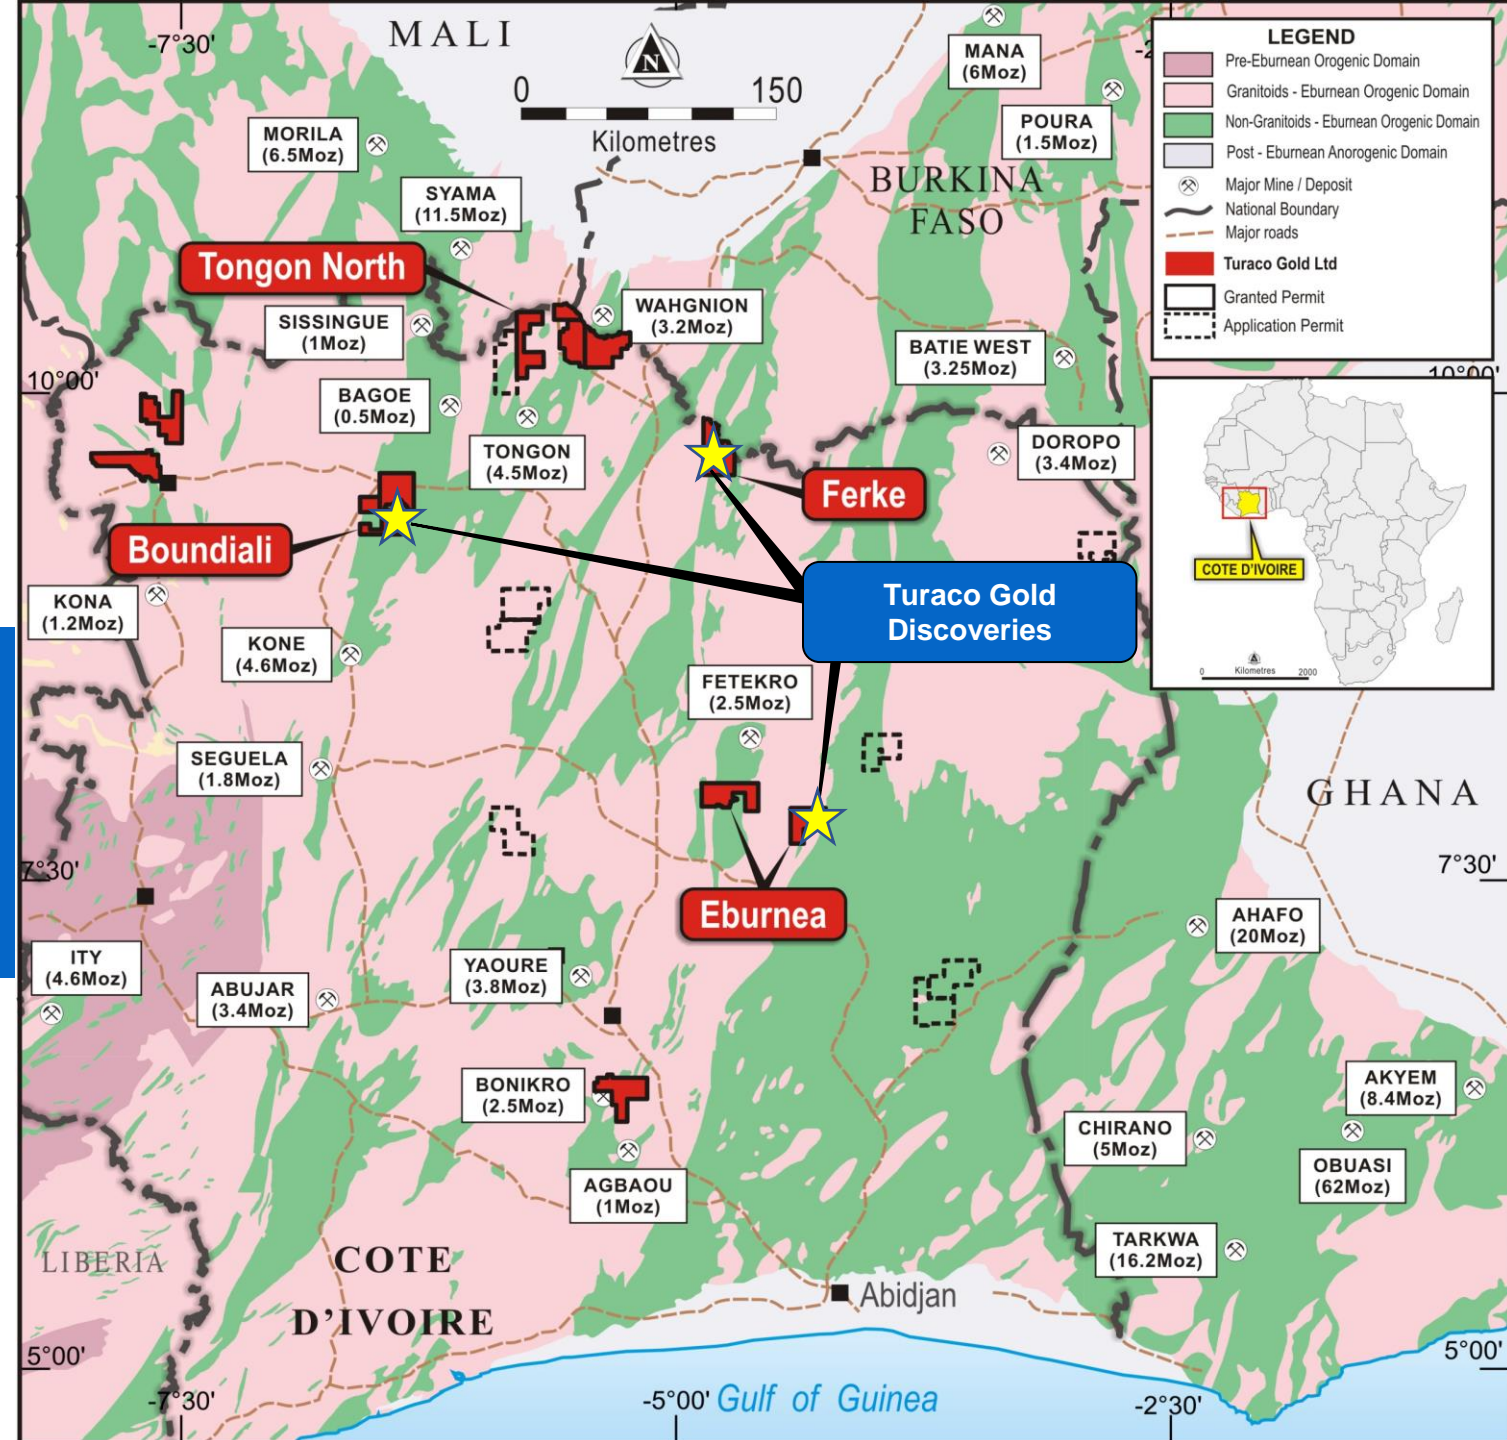 MALI
-7°30'
N
0
150
Kilometres
MANA
(6Moz)
POURA
(1.5Moz)
LEGEND
Pre-Eburnean Orogenic Domain
Granitoids - Eburnean Orogenic Domain
Non-Granitoids - Eburnean Orogenic Domain
Post - Eburnean Anorogenic Domain
Major Mine / Deposit
National Boundary
Major roads
Turaco Gold Ltd
Granted Permit
Application Permit
MORILA
(6.5Moz)
SYAMA
(11.5Moz)
BURKINA
FASO
Tongon North
SISSINGUE
(1Moz)
WAHGNION
(3.2Moz)
BATIE WEST
(3.25Moz)
10°00'
10°00'
BAGOE
(0.5Moz)
TONGON
(4.5Moz)
DOROPO
(3.4Moz)
Ferke
Boundiali
COTE D'IVOIRE
0
Kilometres
2000
Turaco Gold
Discoveries
KONA
(1.2Moz)
KONE
(4.6Moz)
FETEKRO
(2.5Moz)
SEGUELA
(1.8Moz)
GHANA
7°30'
7°30'
Eburnea
AHAFO
(20Moz)
ITY
(4.6Moz)
ABUJAR
(3.4Moz)
YAOURE
(3.8Moz)
BONIKRO
(2.5Moz)
AKYEM
(8.4Moz)
CHIRANO
(5Moz)
OBUASI
(62Moz)
AGBAOU
(1Moz)
TARKWA
(16.2Moz)
LIBERIA
COTE
D'IVOIRE
Abidjan
5°00'
5°00'
-7°30'
-5°00'
Gulf of Guinea
-2°30'